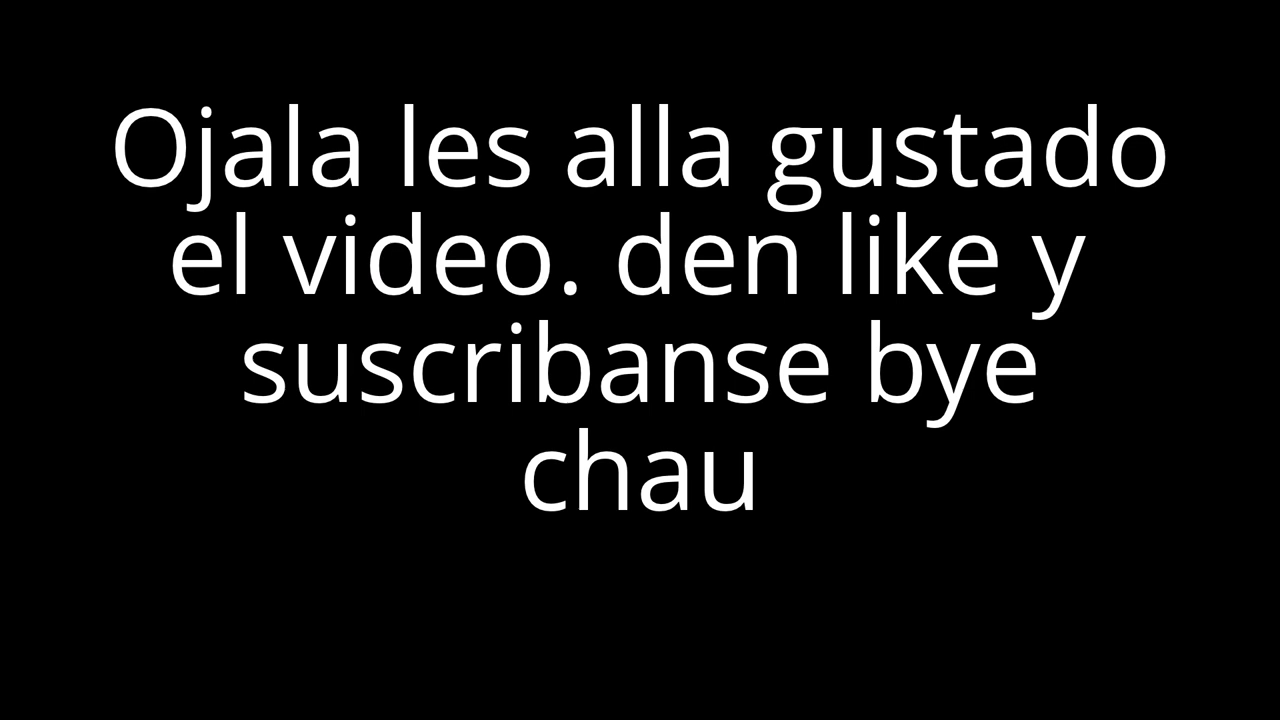 Ojala les alla gustado
el video. den like y
suscribanse bye
chau